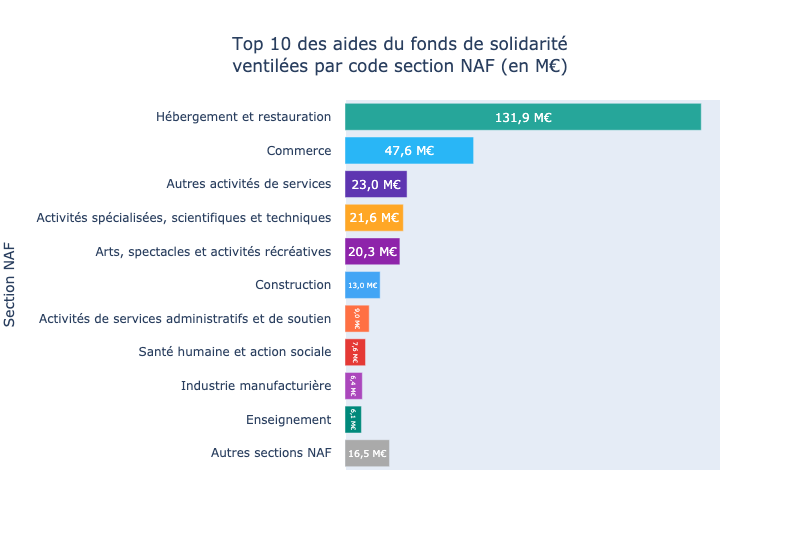 Top 10 des aides du fonds de solidarité
ventilées par code section NAF (en M€)
Section NAF
Hébergement et restauration
131,9 M€
Commerce
47,6 M€
Autres activités de services
23,0 M€
Activités spécialisées, scientifiques et techniques
21,6 M€
Arts, spectacles et activités récréatives
20,3 M€
Construction
13,0 M€
Activités de services administratifs et de soutien
9,0 M€
Santé humaine et action sociale
7,6 M€
Industrie manufacturière
6,4 M€
Enseignement
6,1 M€
Autres sections NAF
16,5 M€